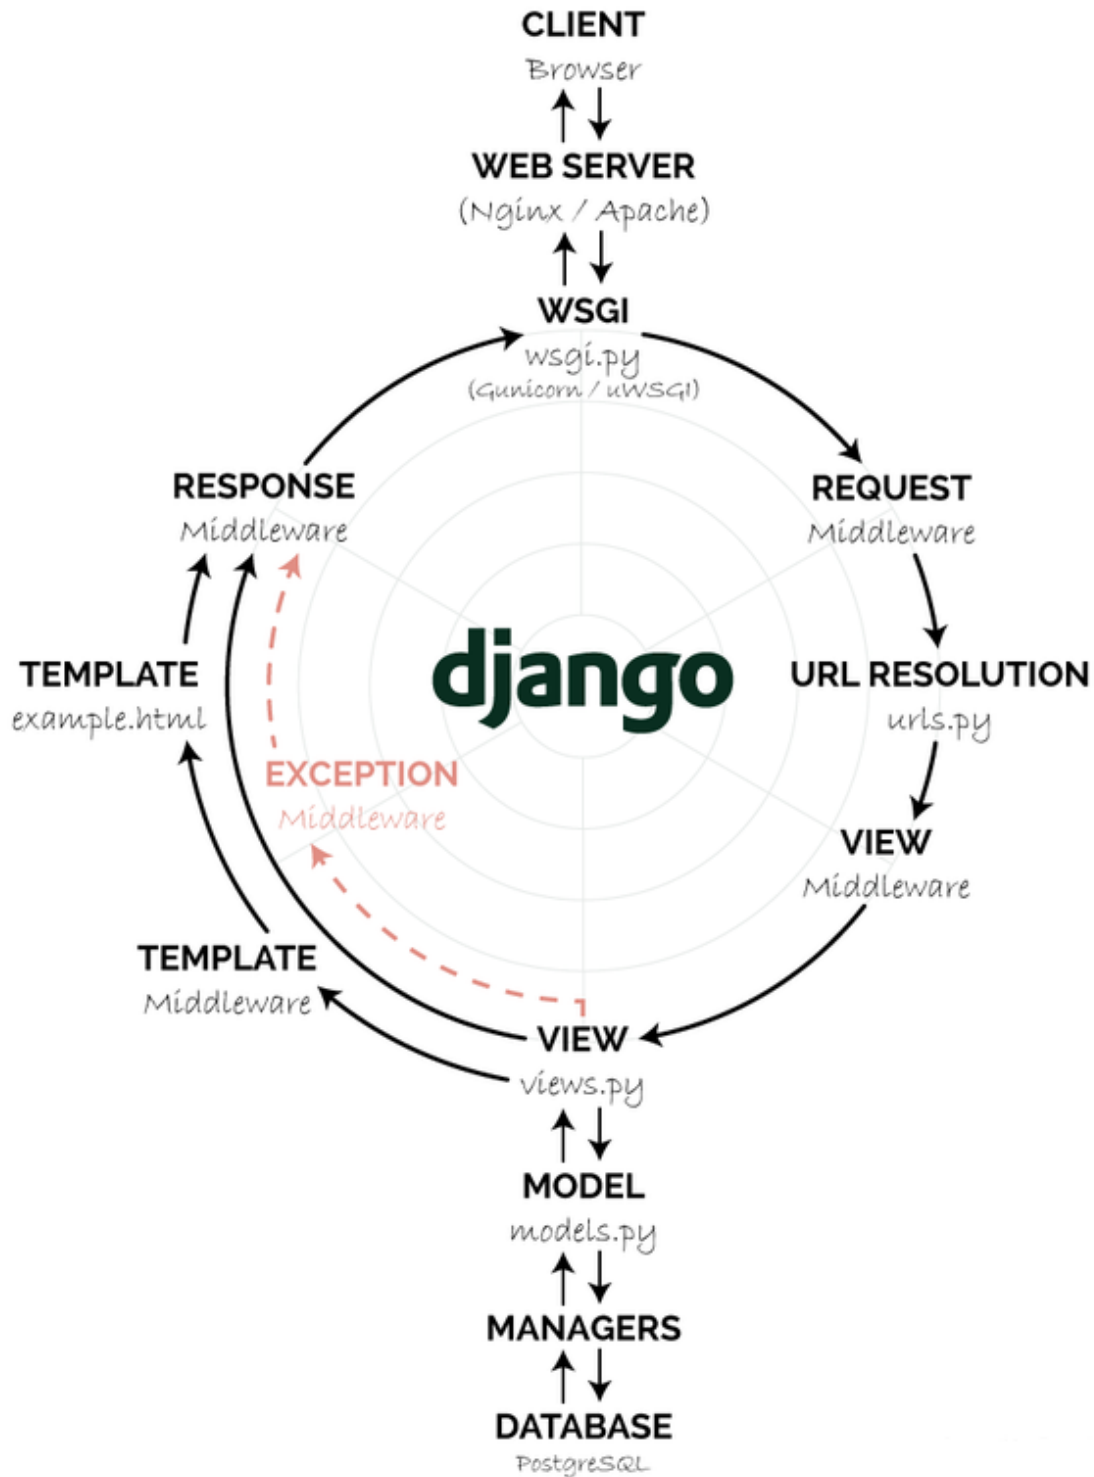 CLIENT
Browser
WEB SERVER
(Nginx / Apache)
WSGI
wsgi.py
(Gunicorn / uWSGI)
REQUEST
Middleware
URL RESOLUTION
urls.py
VIEW
Middleware
VIEW
views.py
MODEL
models.py
MANAGERS
DATABASE
PostgreSQL
TEMPLATE
Middleware
TEMPLATE
example.html
EXCEPTION
Middleware
RESPONSE
Middleware
django